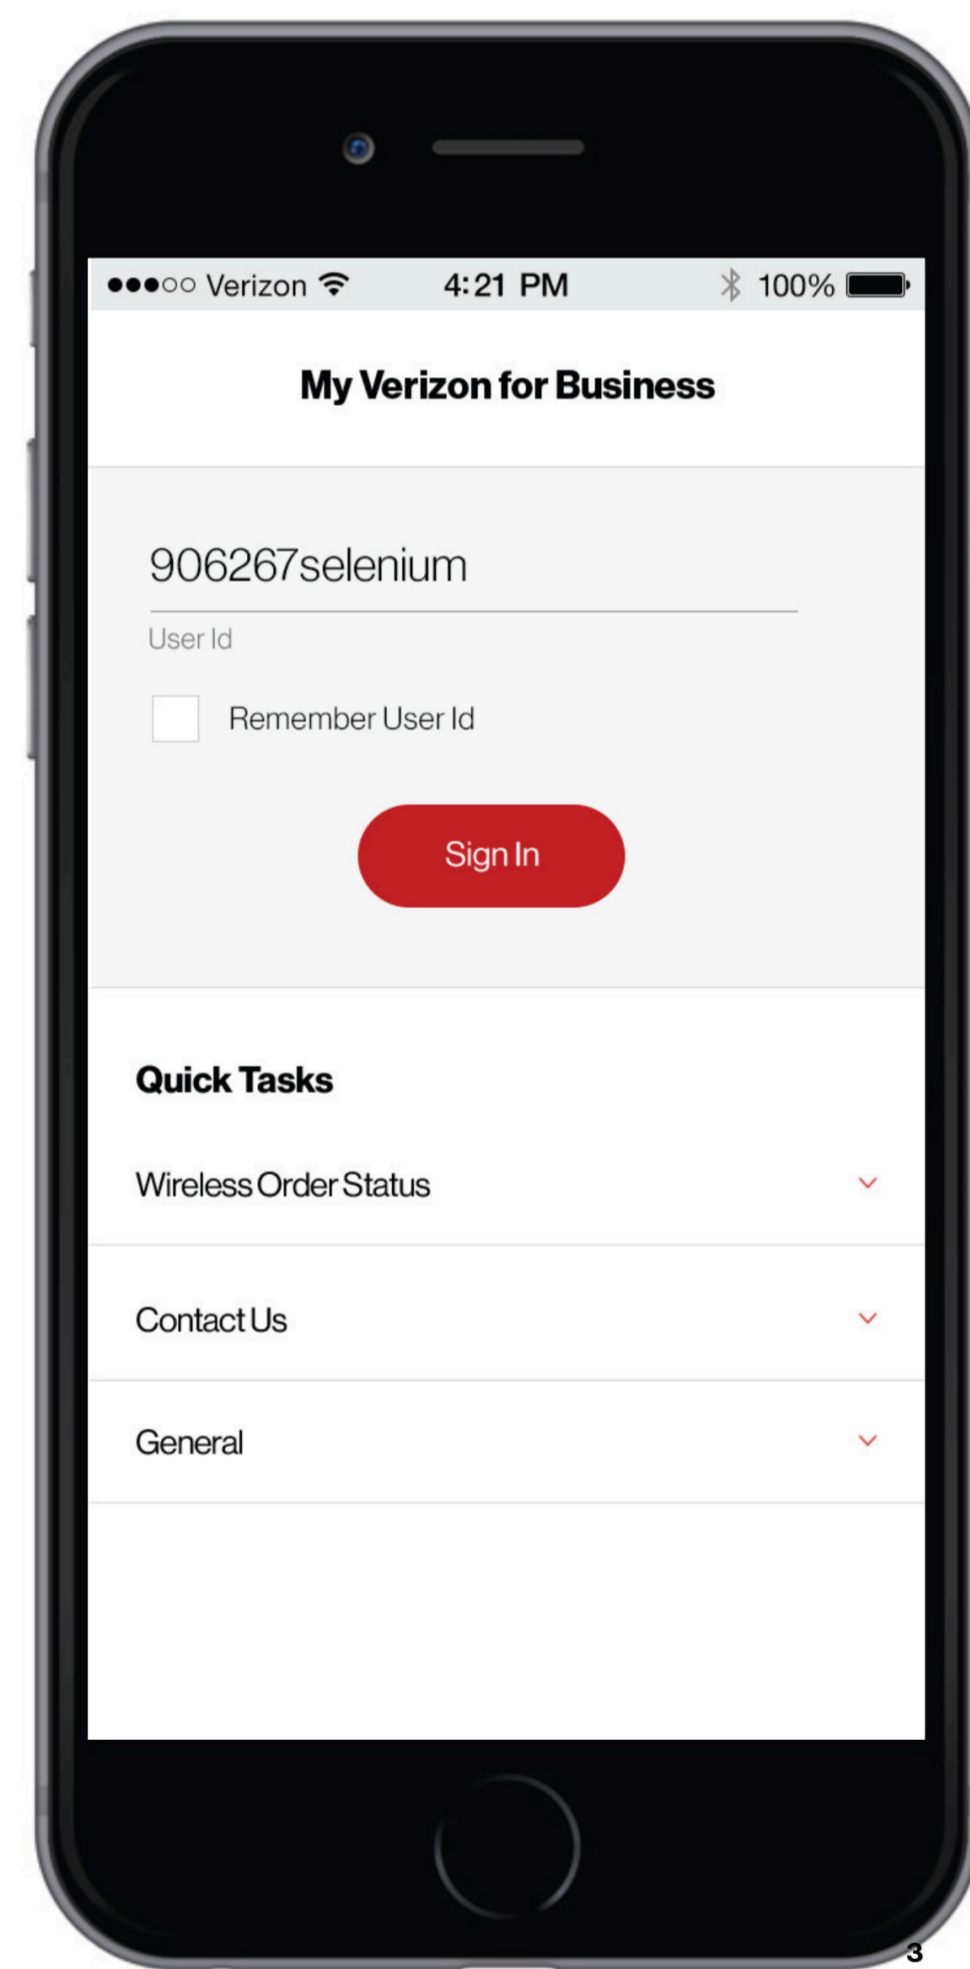 Verizon 4:21 PM 100%
My Verizon for Business
906267selenium
User Id
Remember User Id
Sign In
Quick Tasks
Wireless Order Status
Contact Us
General
3